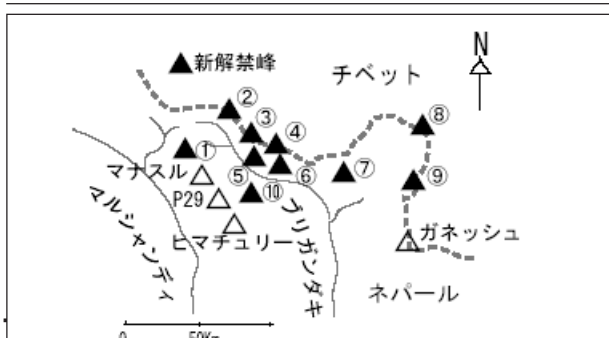 ▲新解禁峰
N
チベット
②
③
④
⑧
①
⑤
⑥
⑦
⑨
⑩
マナスル
P29
ヒマチュリー
ガネッシュ
マルシャンディ
ブリガンダキ
ネパール
0 50Km